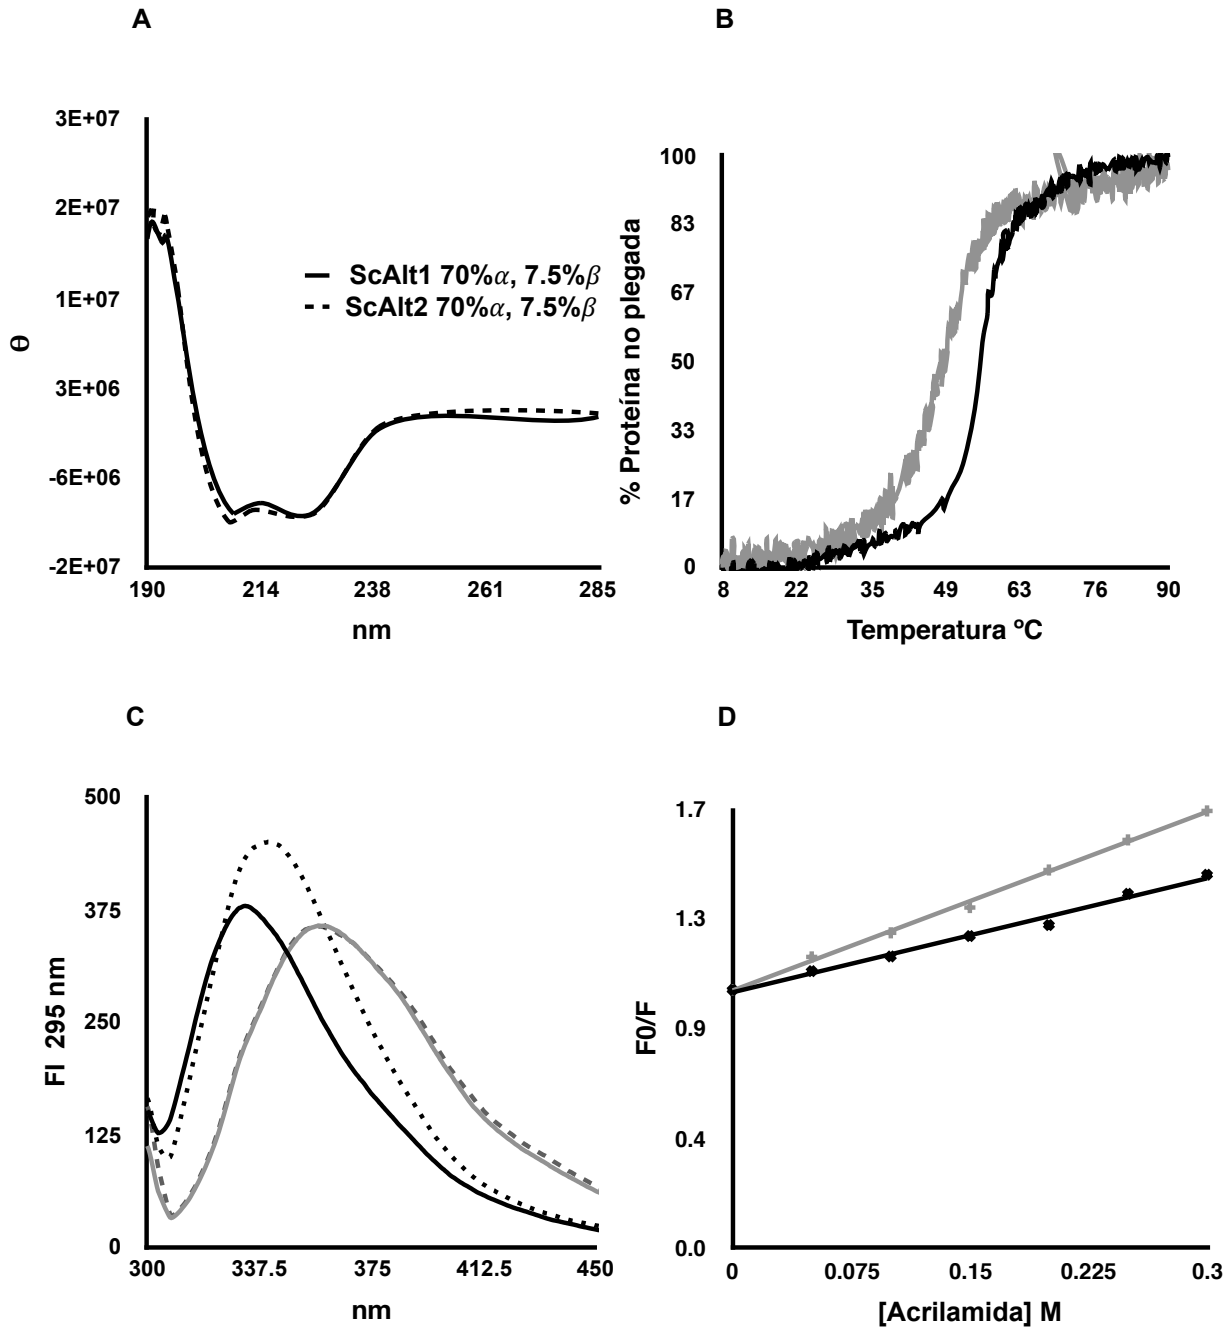 A
3E+07
2E+07
1E+07
3E+06
-6E+06
-2E+07
θ
ScAlt1 70%α, 7.5%β
ScAlt2 70%α, 7.5%β
190 214 238 261 285
nm
B
100
83
67
50
33
17
0
% Proteína no plegada
8 22 35 49 63 76 90
Temperatura ºC
C
500
375
250
125
0
FI 295 nm
300 337.5 375 412.5 450
nm
D
1.7
1.3
0.9
0.4
0.0
F0/F
0 0.075 0.15 0.225 0.3
[Acrilamida] M